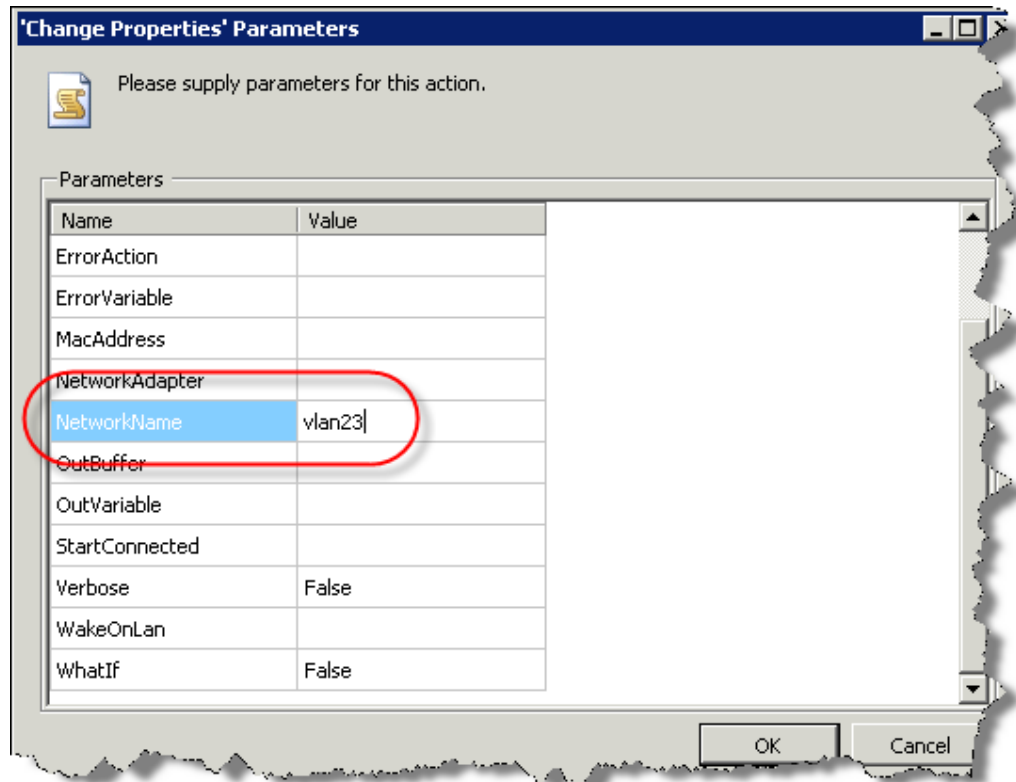 'Change Properties' Parameters
Please supply parameters for this action.
Parameters
Name Value
ErrorAction
ErrorVariable
MacAddress
NetworkAdapter
NetworkName vlan23
OutBuffer
OutVariable
StartConnected
Verbose False
WakeOnLan
WhatIf False
OK Cancel